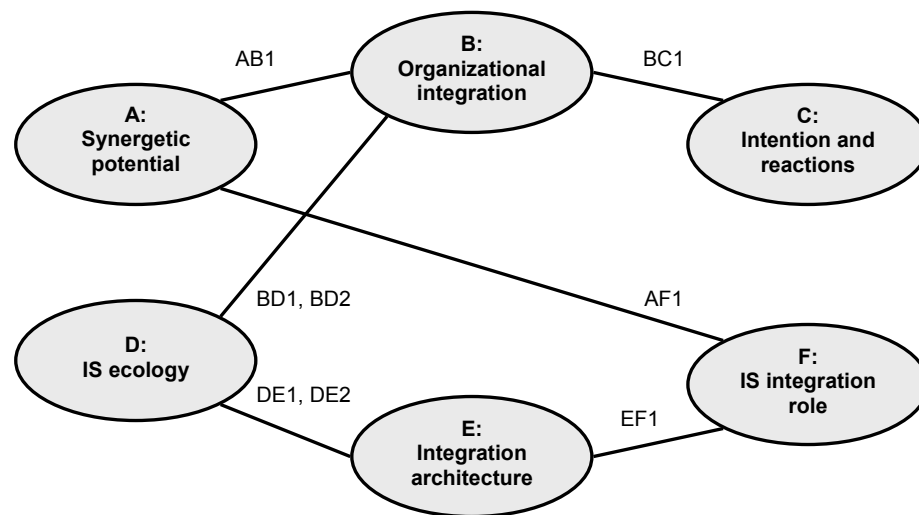 AB1
B:
Organizational
integration
BC1
A:
Synergetic
potential
C:
Intention and
reactions
BD1, BD2
AF1
D:
IS ecology
F:
IS integration
role
DE1, DE2
E:
Integration
architecture
EF1